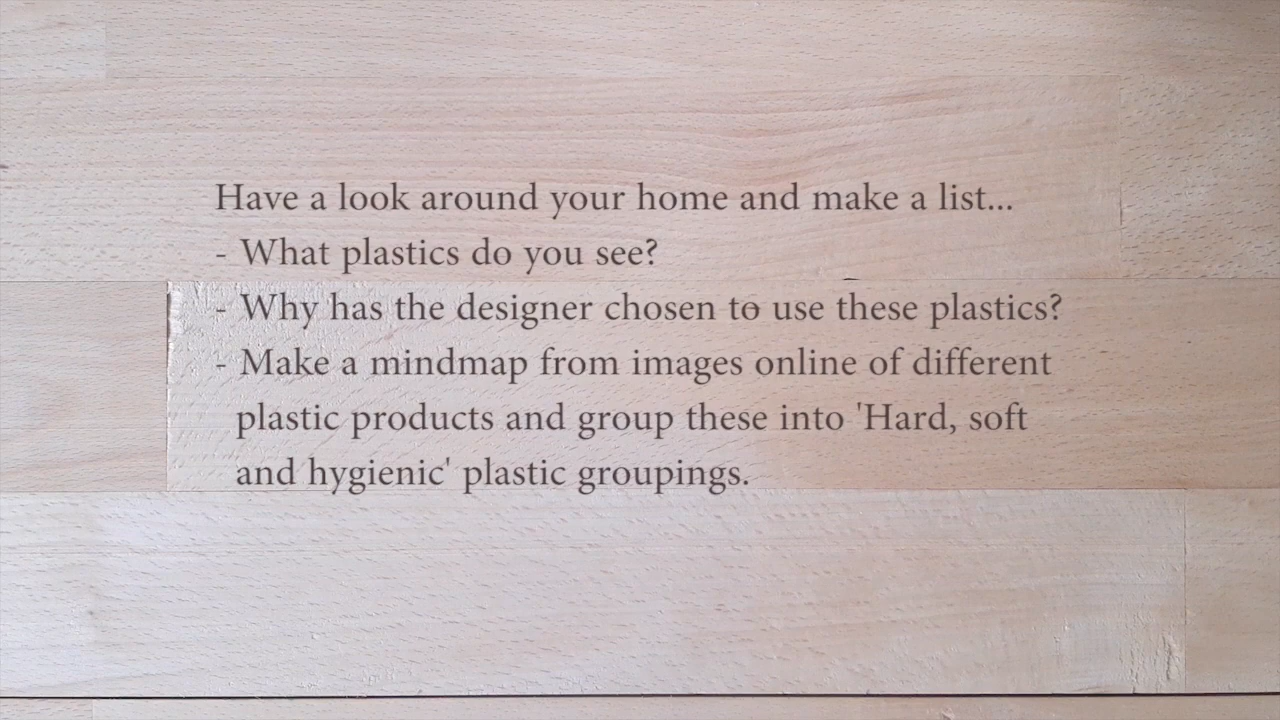 Have a look around your home and make a list...
- What plastics do you see?
- Why has the designer chosen to use these plastics?
- Make a mindmap from images online of different
plastic products and group these into 'Hard, soft
and hygienic' plastic groupings.